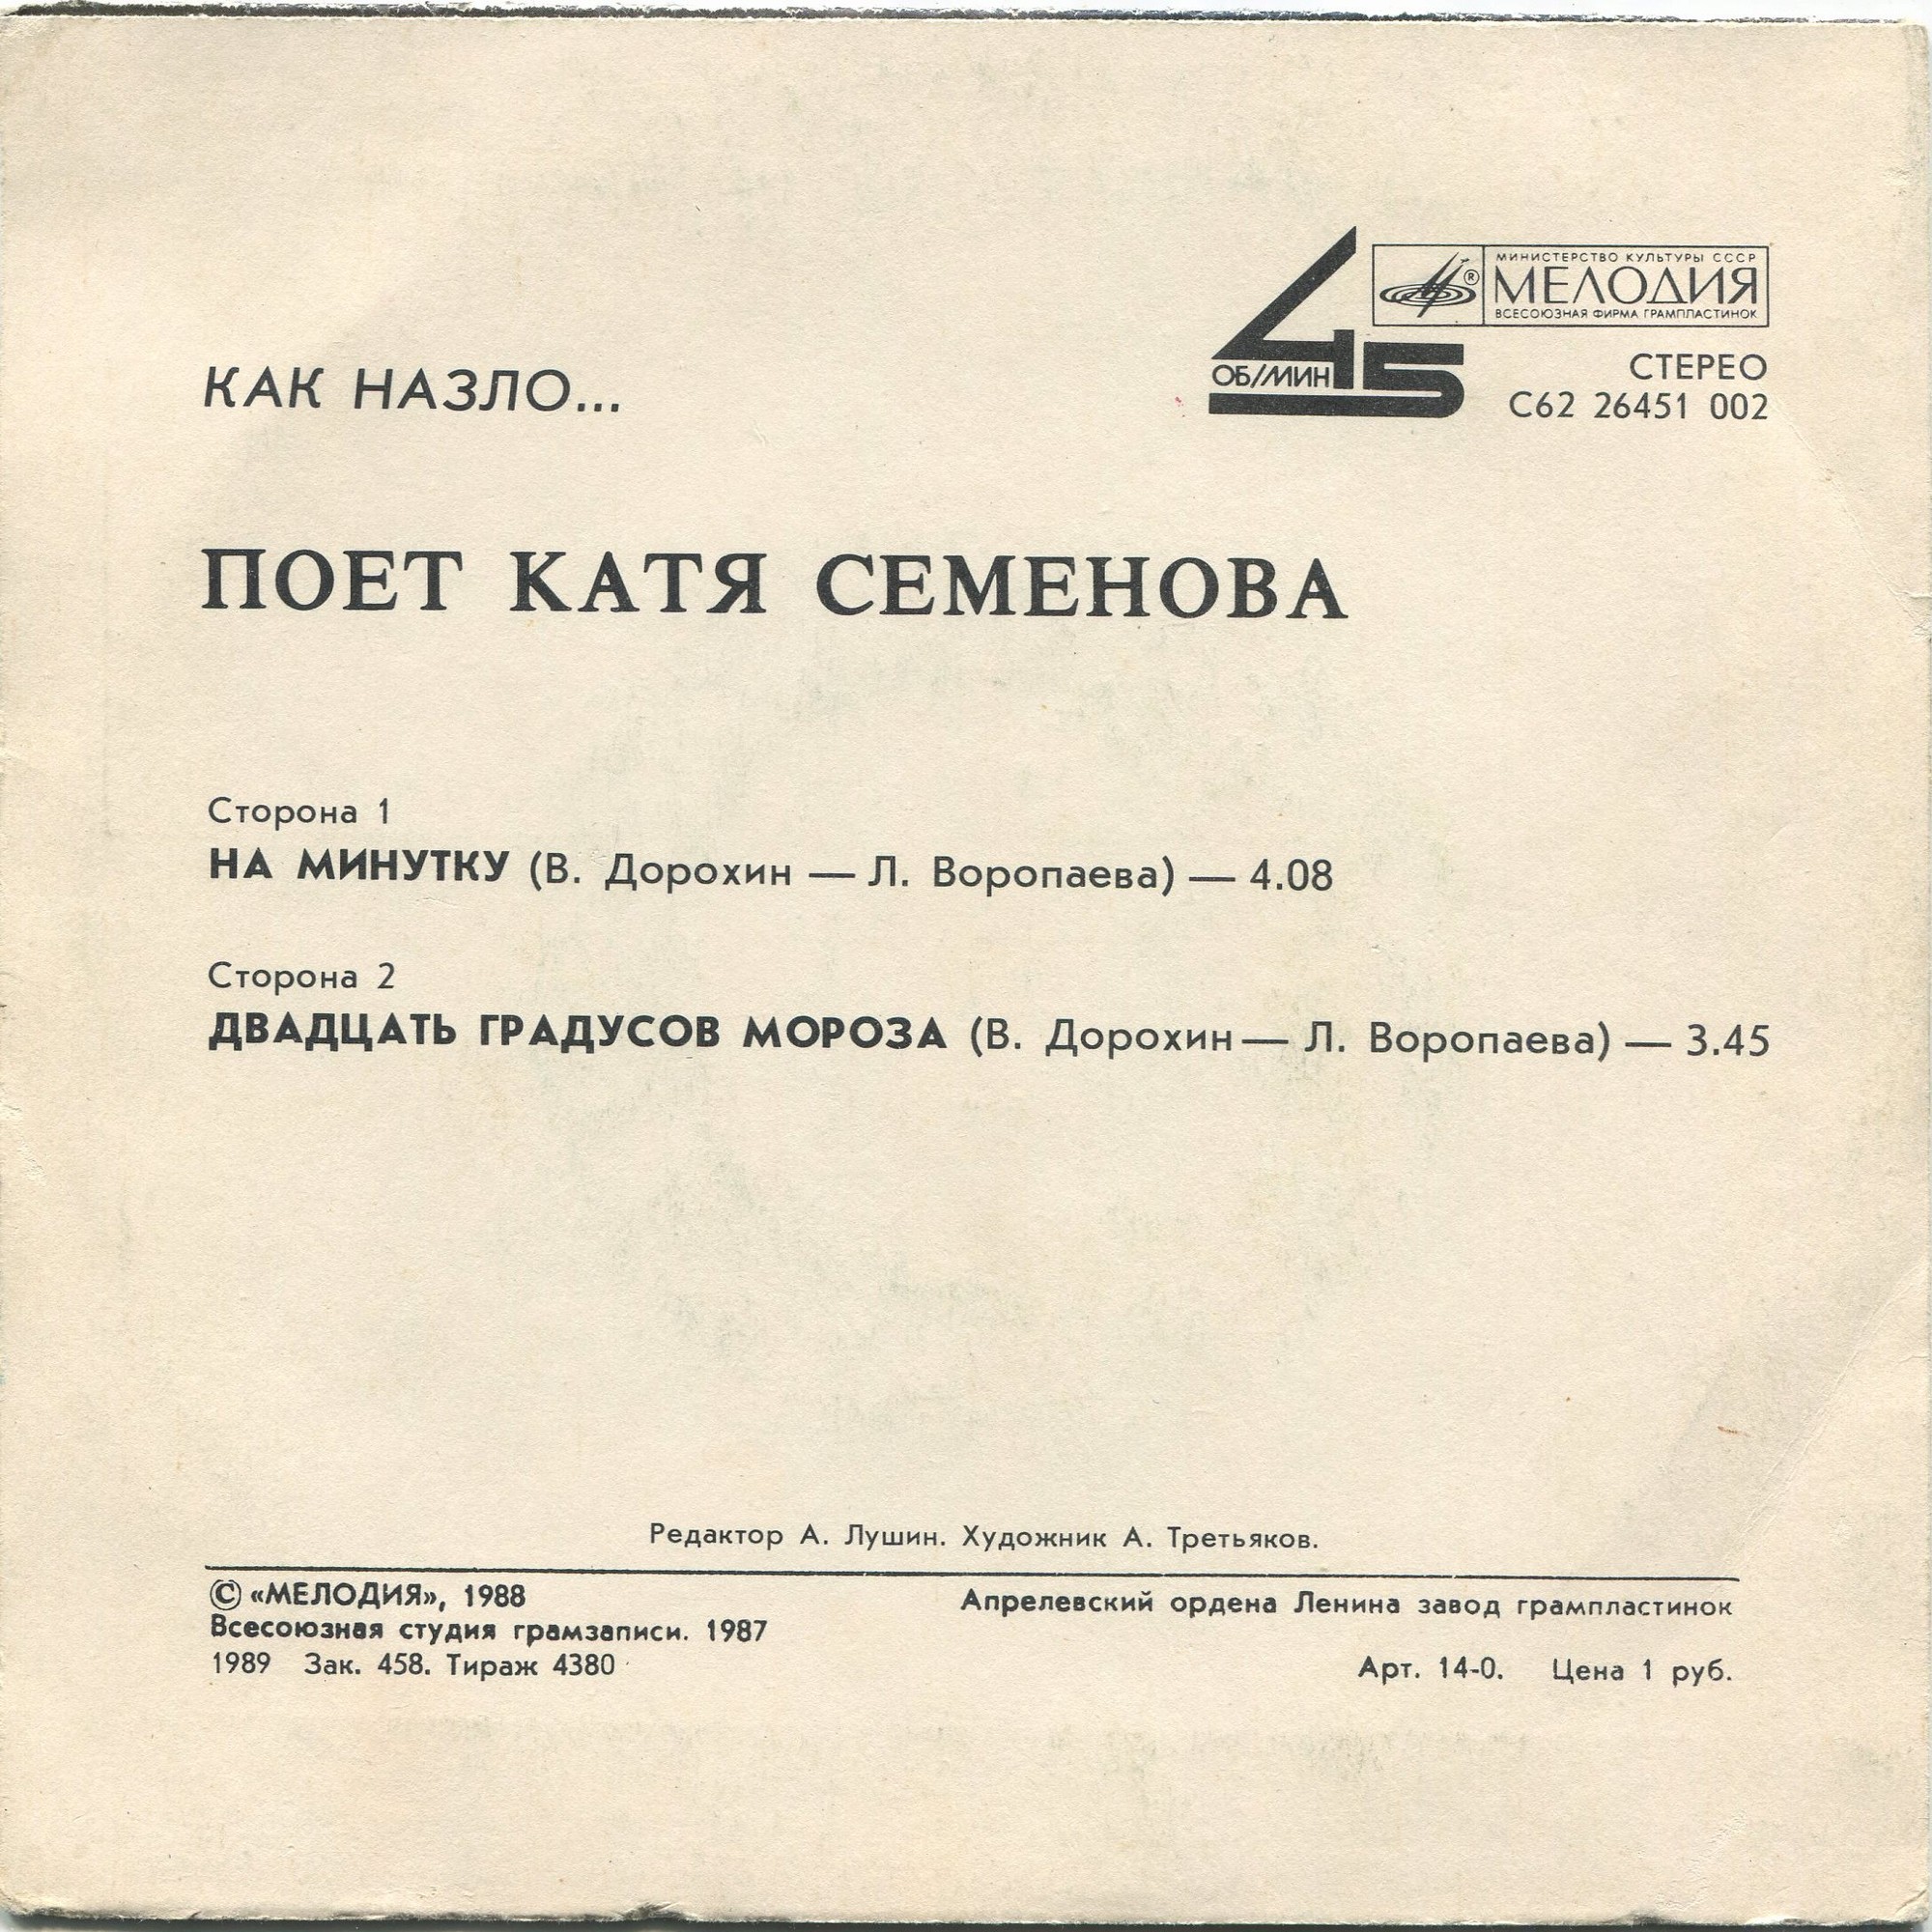 МИНИСТЕРСТВО КУЛЬТУРЫ СССР
МЕЛОДИЯ
ВСЕСОЮЗНАЯ ФИРМА ГРАМПЛАСТИНОК
45
ОБ/МИН
СТЕРЕО
С62 26451 002
КАК НАЗЛО...
ПОЕТ КАТЯ СЕМЕНОВА
Сторона 1
НА МИНУТКУ (В. Дорохин — Л. Воропаева) — 4.08
Сторона 2
ДВАДЦАТЬ ГРАДУСОВ МОРОЗА (В. Дорохин — Л. Воропаева) — 3.45
Редактор А. Лушин. Художник А. Третьяков.
© «МЕЛОДИЯ», 1988
Всесоюзная студия грамзаписи. 1987
1989 Зак. 458. Тираж 4380
Апрелевский ордена Ленина завод грампластинок
Арт. 14-0. Цена 1 руб.